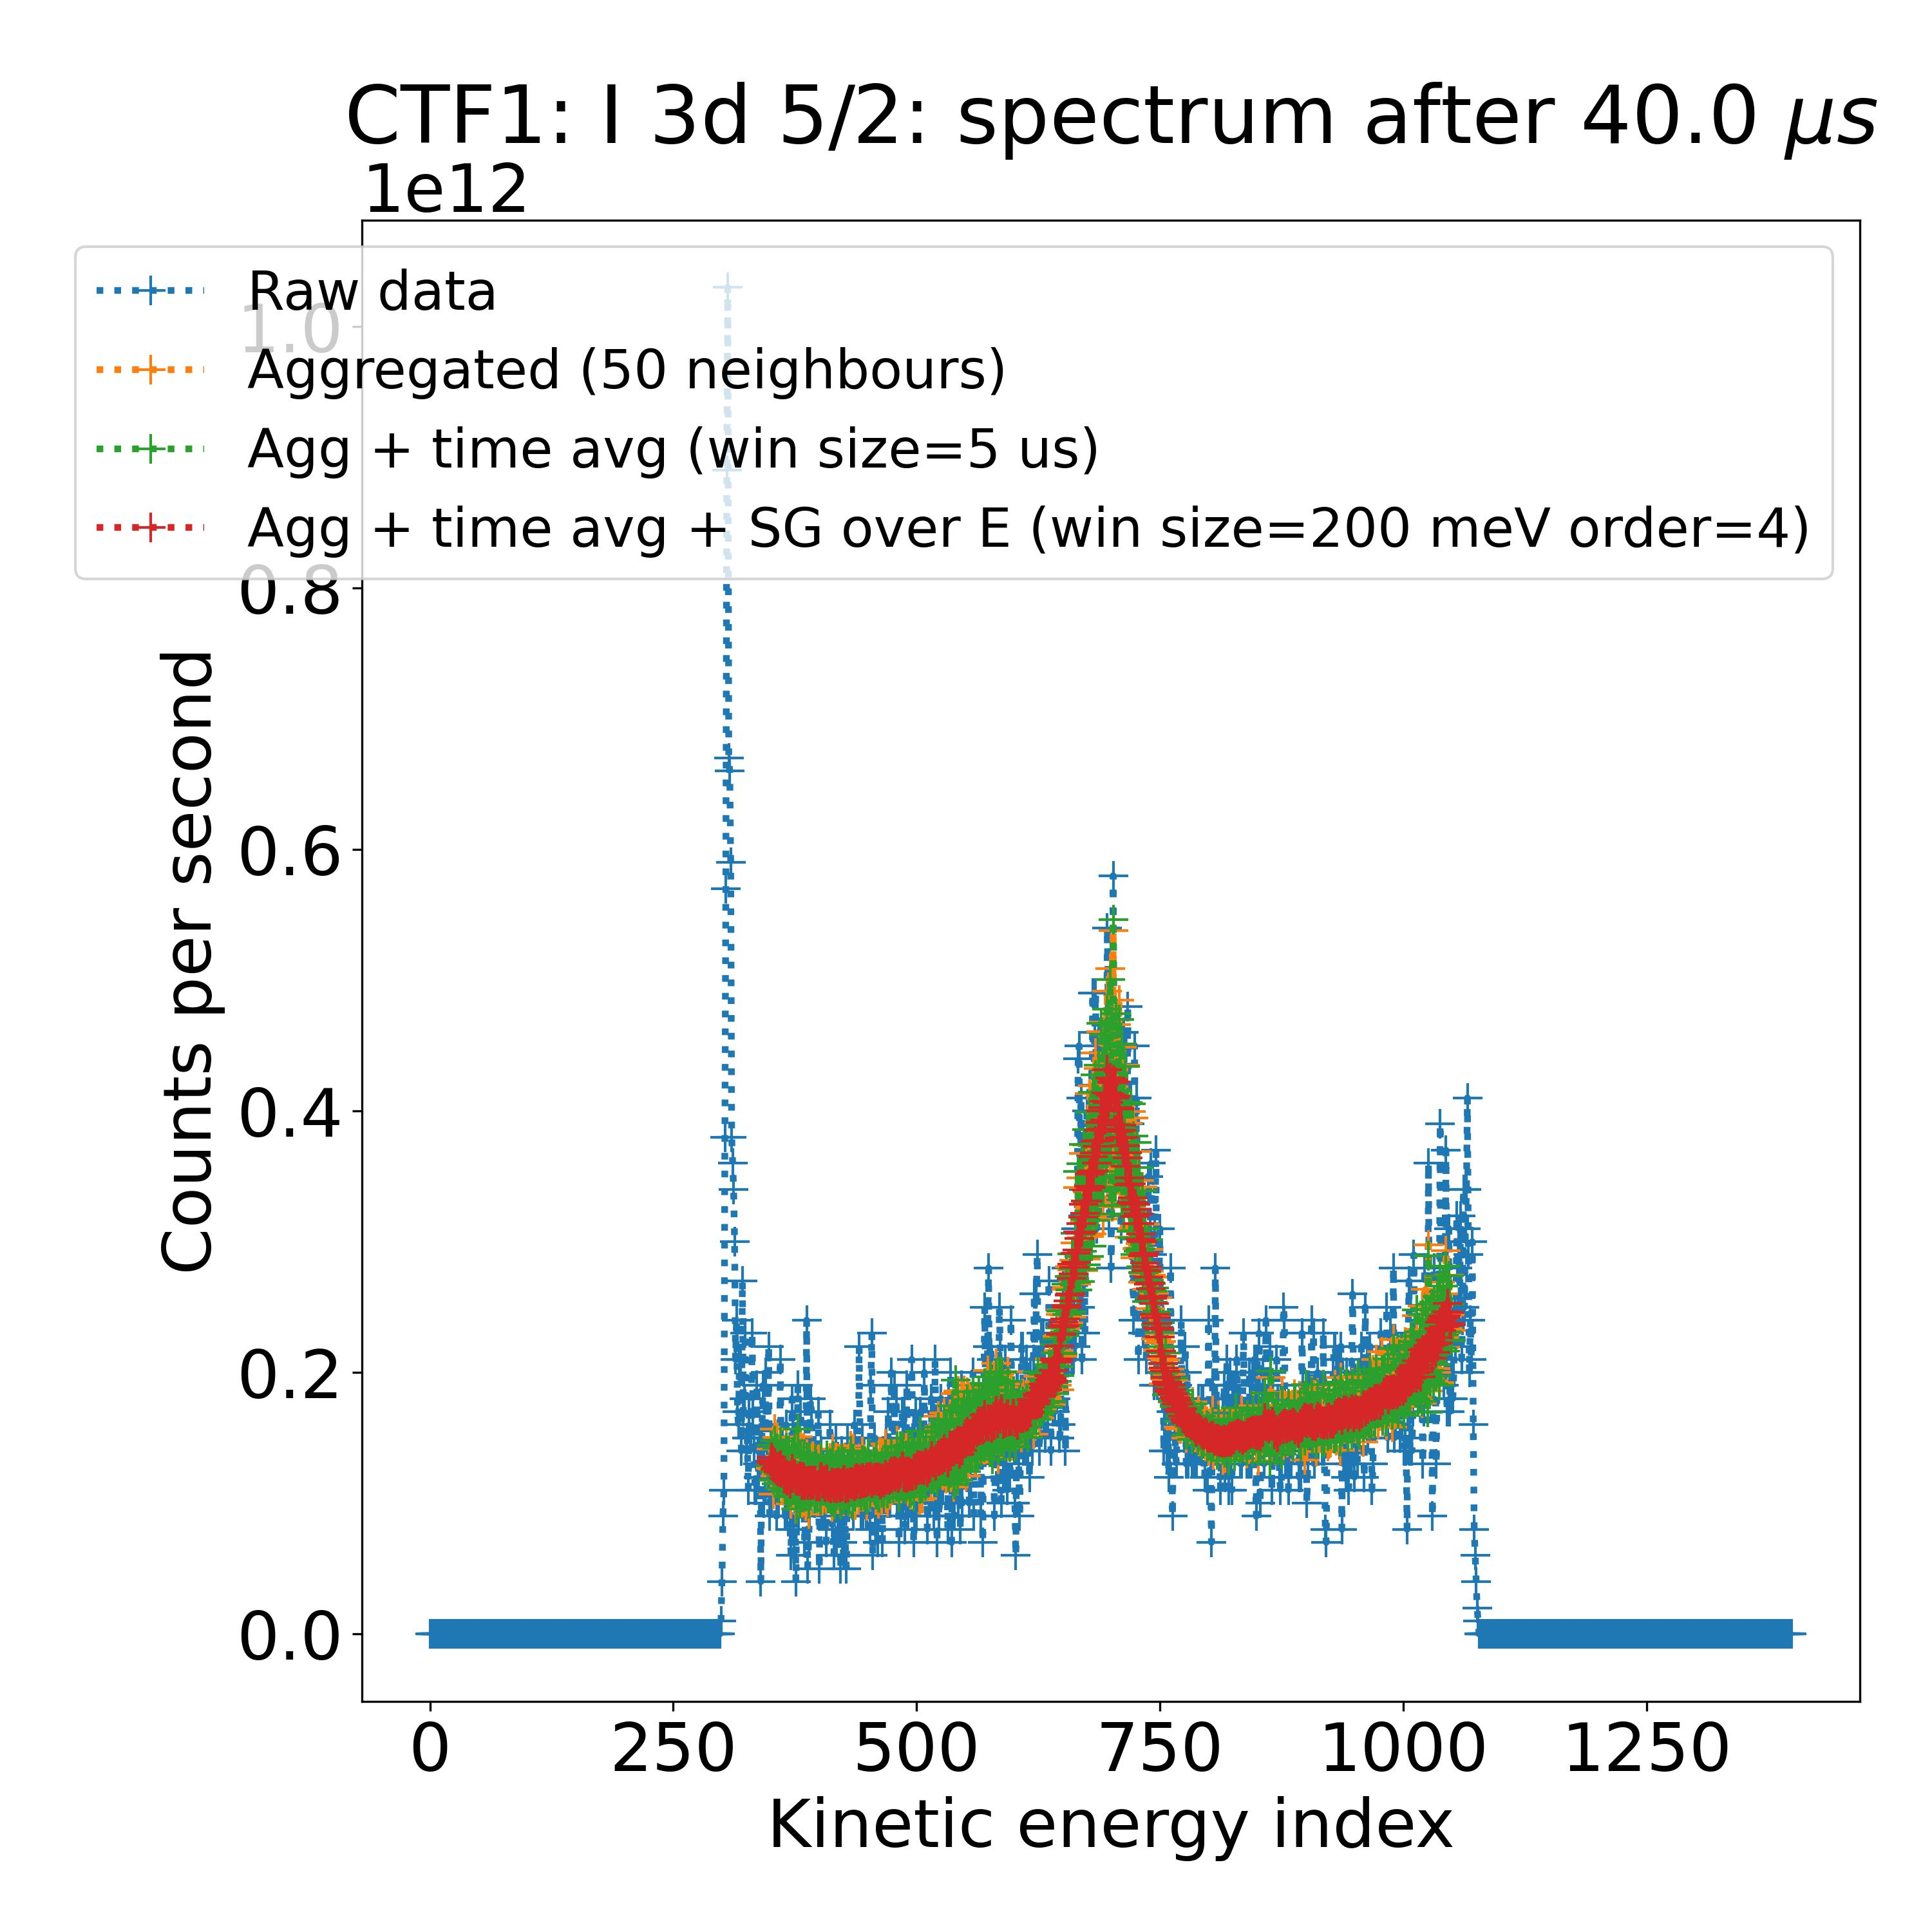 CTF1: I 3d 5/2: spectrum after 40.0 μs
1e12
Raw data
1.0
Aggregated (50 neighbours)
Agg + time avg (win size=5 us)
Agg + time avg + SG over E (win size=200 meV order=4)
0.8
0.6
0.4
0.2
0.0
Counts per second
0 250 500 750 1000 1250
Kinetic energy index